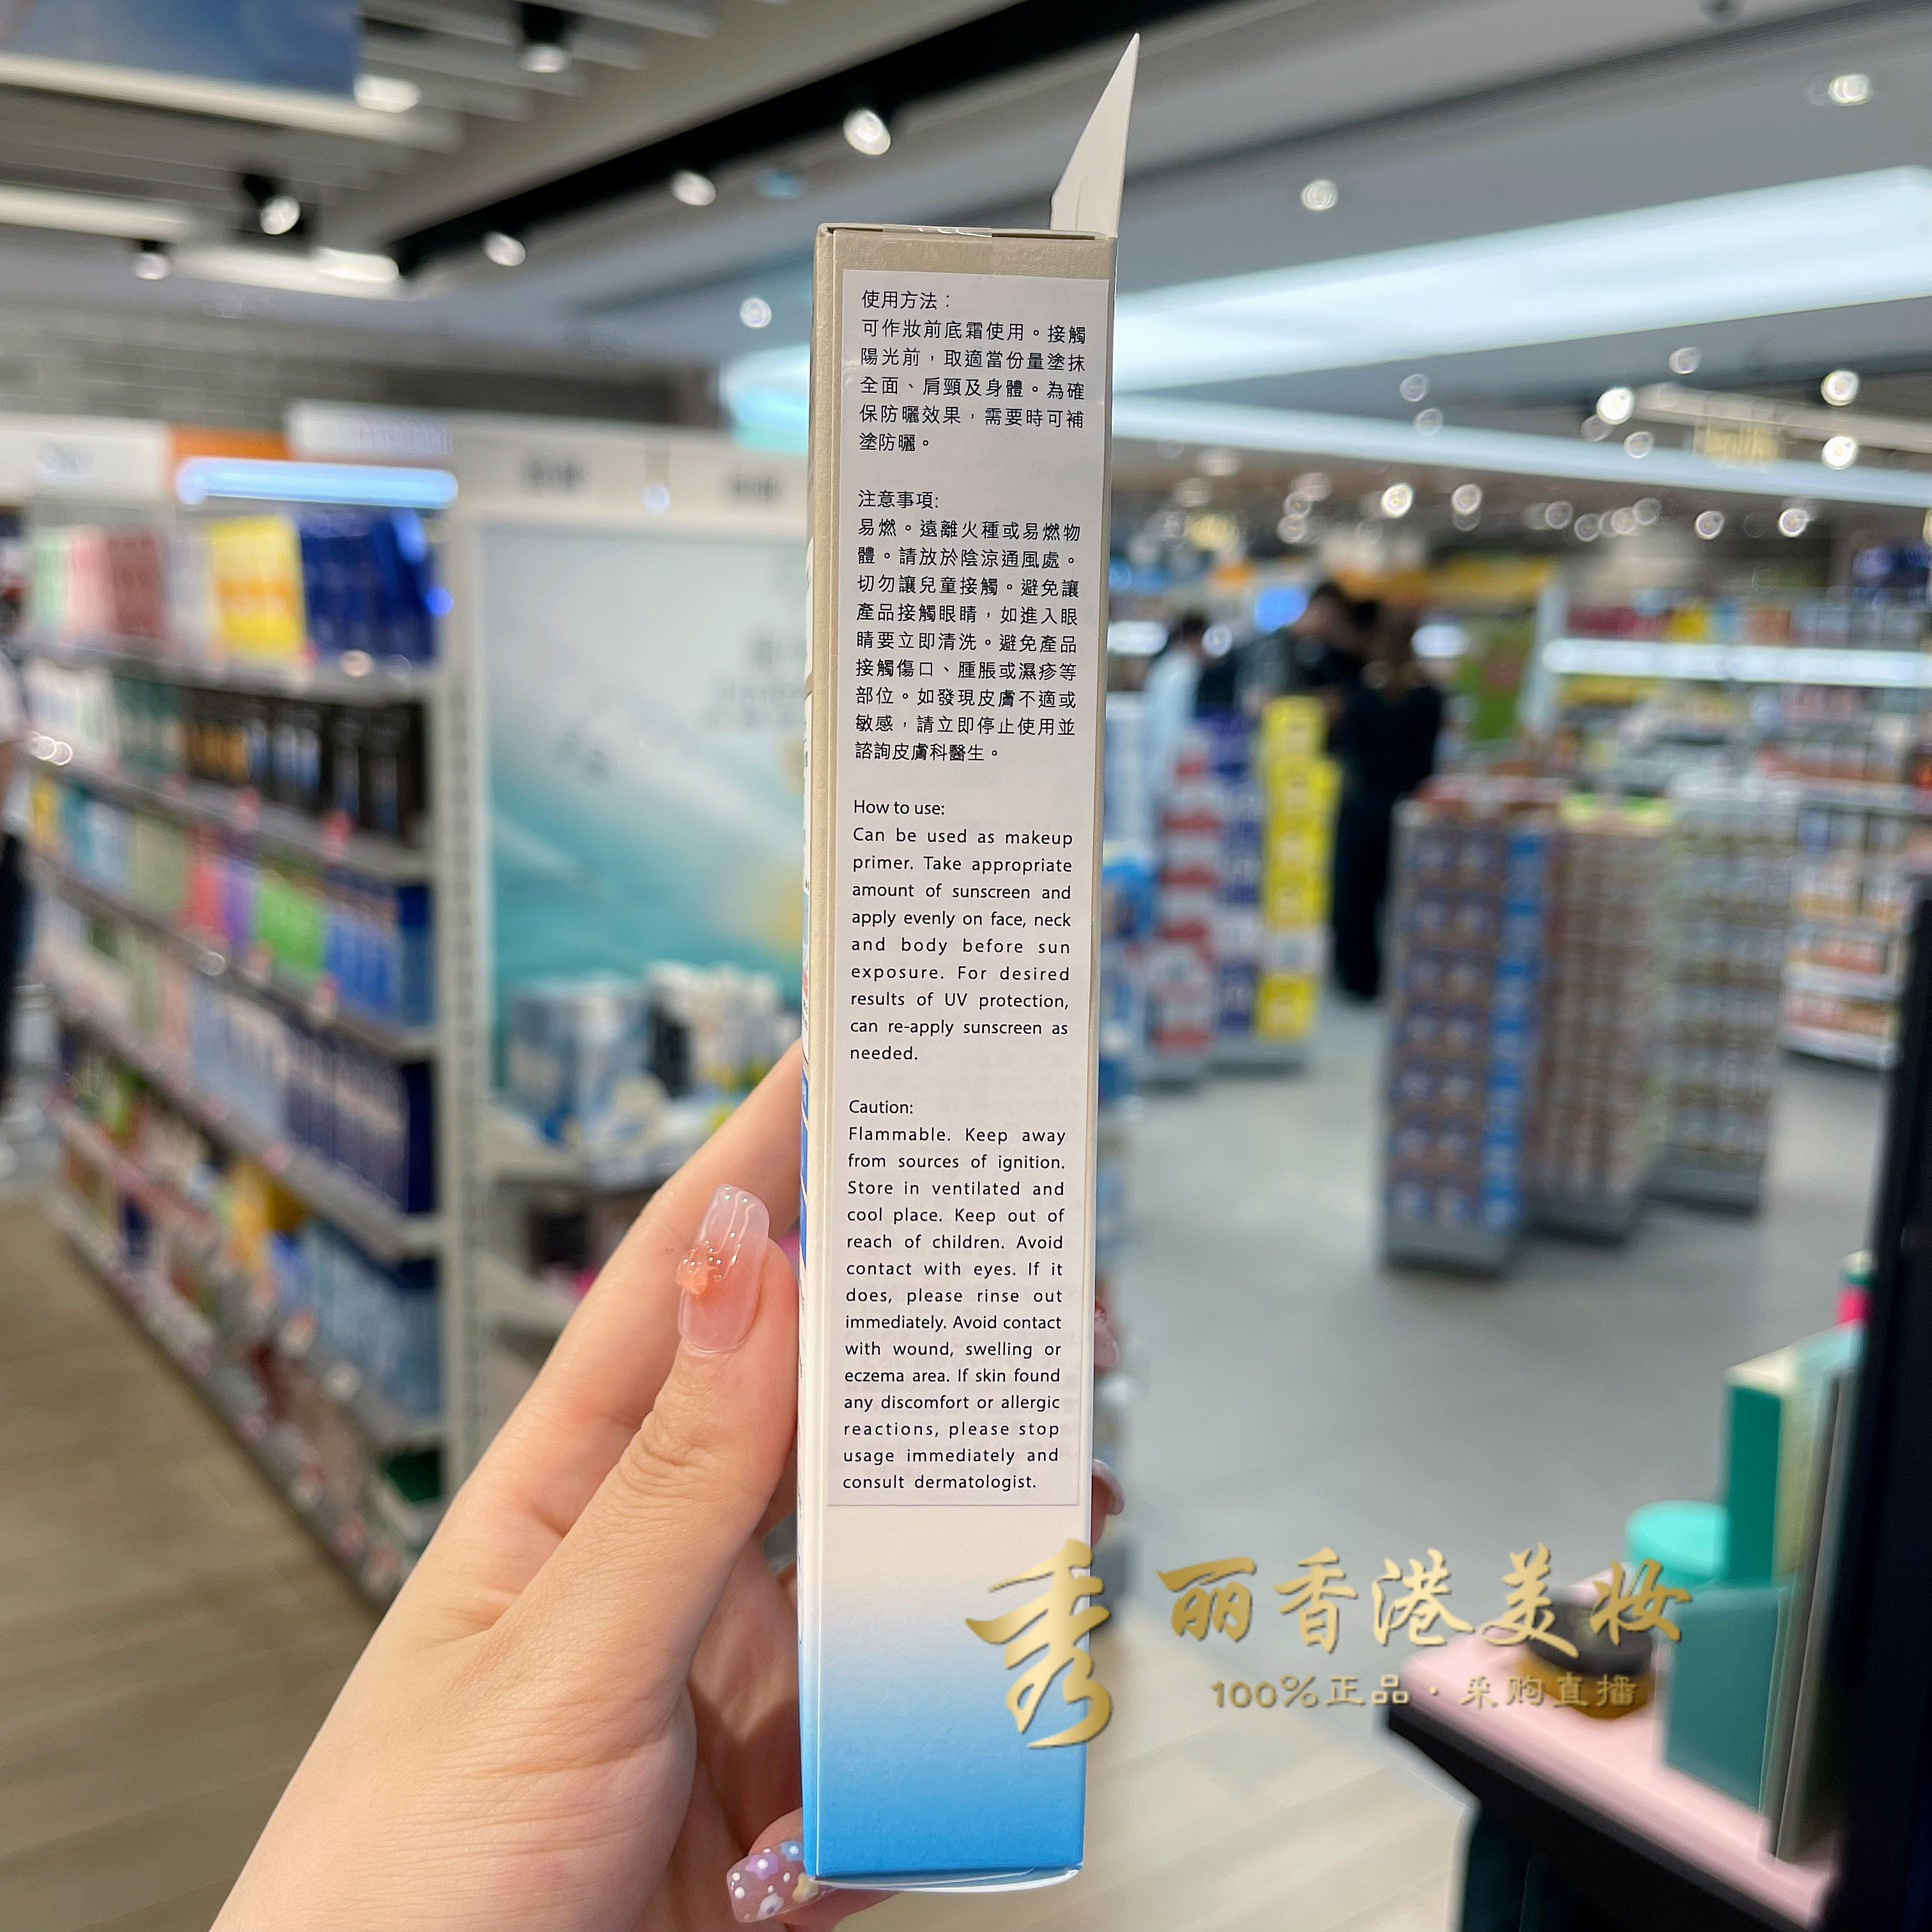 使用方法：
可作妝前底霜使用。接觸
陽光前，取適當份量塗抹
全面、肩頸及身體。為確
保防曬效果，需要時可補
塗防曬。
注意事項:
易燃。遠離火種或易燃物
體。請放於陰涼通風處。
切勿讓兒童接觸。避免讓
產品接觸眼睛，如進入眼
睛要立即清洗。避免產品
接觸傷口、腫脹或濕疹等
部位。如發現皮膚不適或
敏感，請立即停止使用並
諮詢皮膚科醫生。
How to use:
Can be used as makeup
primer. Take appropriate
amount of sunscreen and
apply evenly on face, neck
and body before sun
exposure. For desired
results of UV protection,
can re-apply sunscreen as
needed.
Caution:
Flammable. Keep away
from sources of ignition.
Store in ventilated and
cool place. Keep out of
reach of children. Avoid
contact with eyes. If it
does, please rinse out
immediately. Avoid contact
with wound, swelling or
eczema area. If skin found
any discomfort or allergic
reactions, please stop
usage immediately and
consult dermatologist.
秀丽香港美妆
100%正品·采购直播